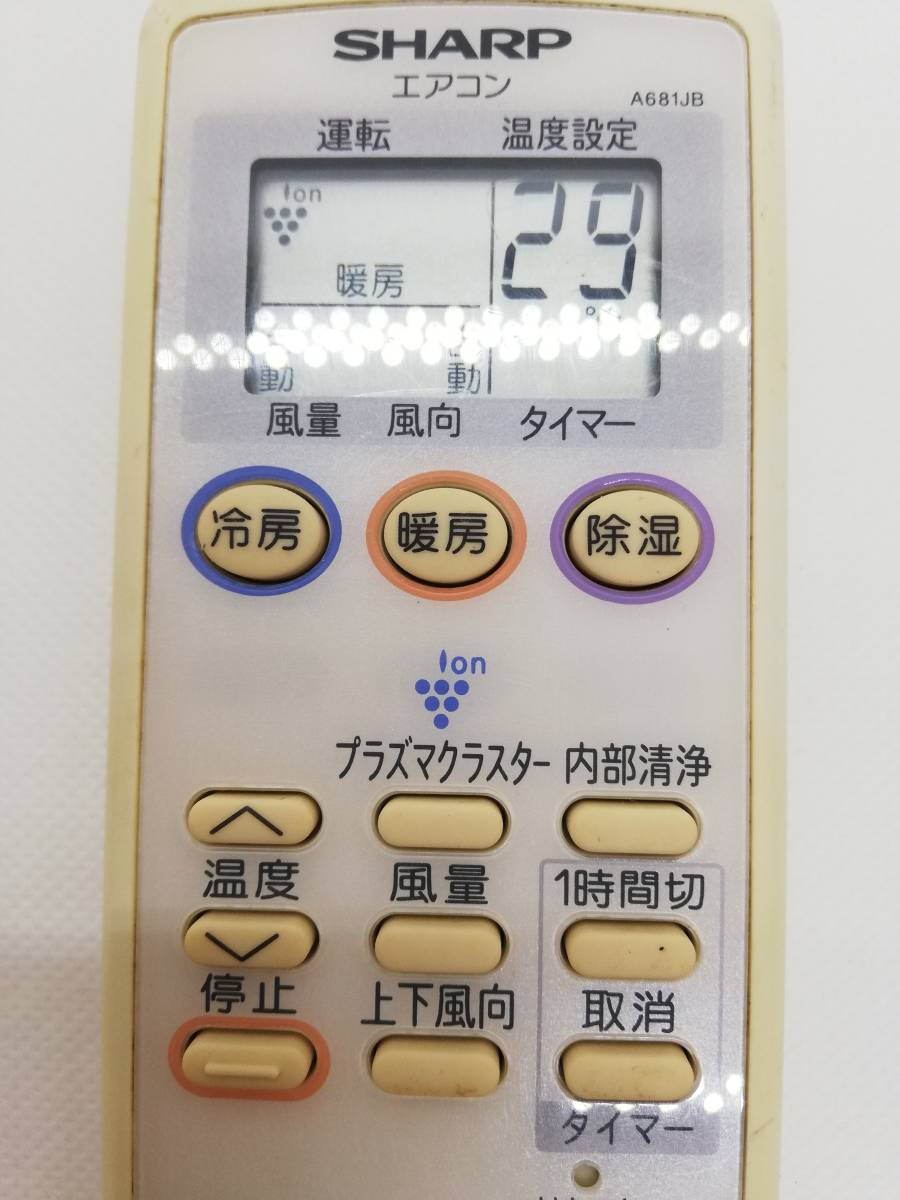 SHARP
エアコン
A681JB
運転 温度設定
Ion
29
暖房
動 動
風量 風向 タイマー
冷房 暖房 除湿
Ion
プラズマクラスター 内部清浄
温度 風量 1時間切
停止 上下風向 取消
タイマー